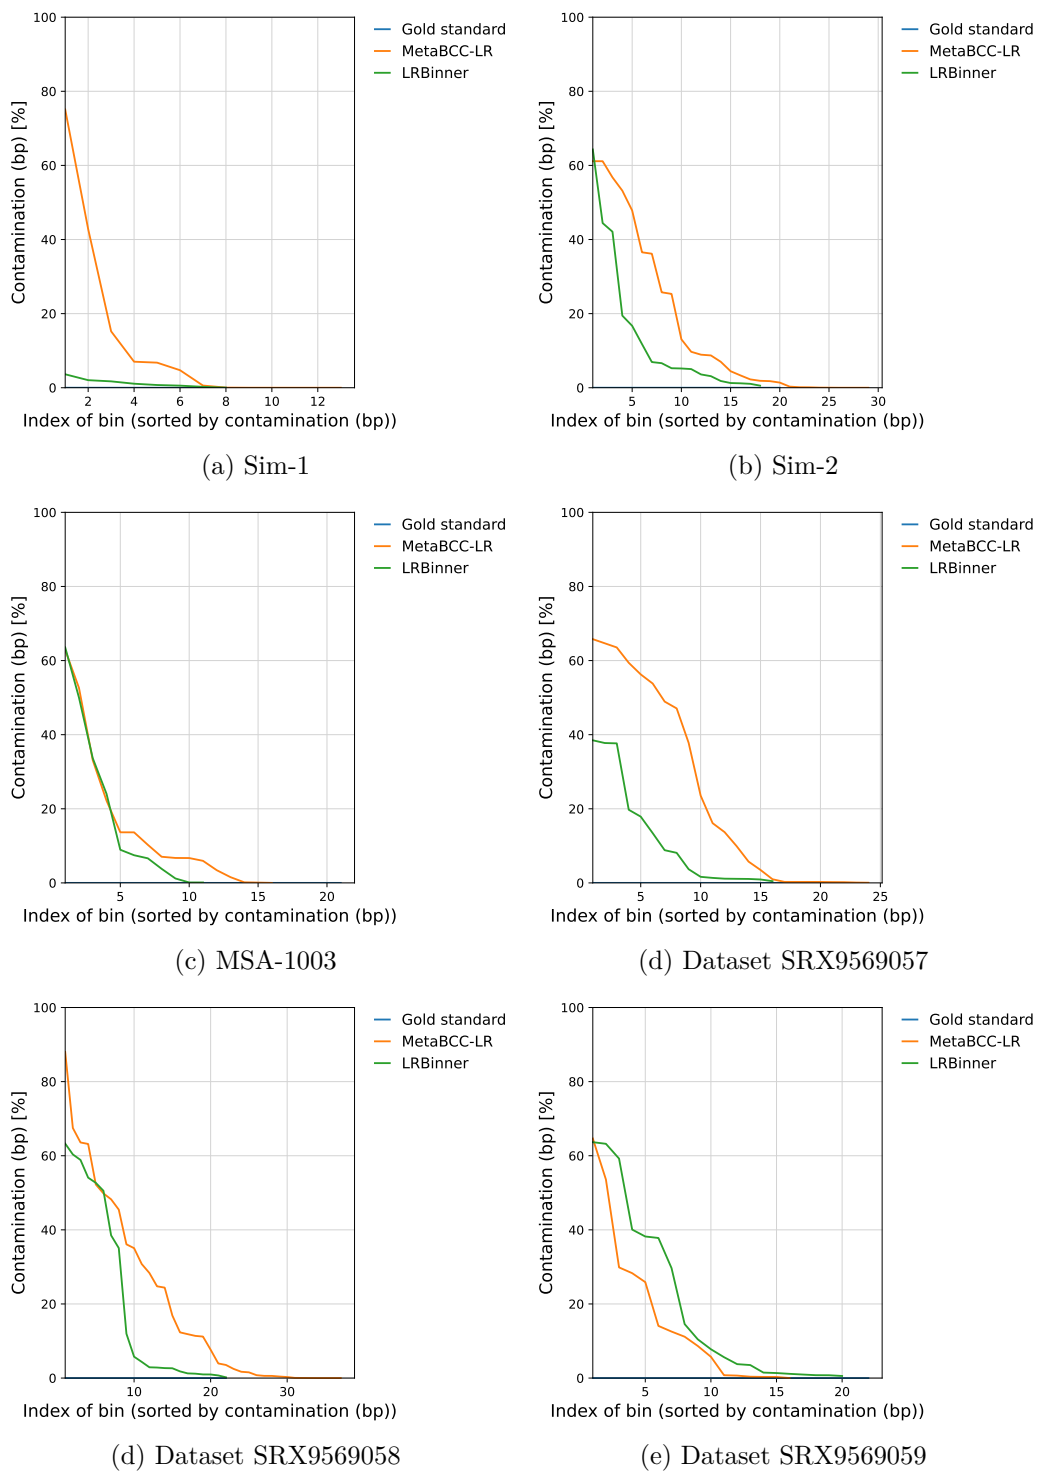 100
80
60
40
20
0
Contamination (bp) [%]
2 4 6 8 10 12
Index of bin (sorted by contamination (bp))
Gold standard
MetaBCC-LR
LRBinner
(a) Sim-1
100
80
60
40
20
0
Contamination (bp) [%]
5 10 15 20 25 30
Index of bin (sorted by contamination (bp))
Gold standard
MetaBCC-LR
LRBinner
(b) Sim-2
100
80
60
40
20
0
Contamination (bp) [%]
5 10 15 20
Index of bin (sorted by contamination (bp))
Gold standard
MetaBCC-LR
LRBinner
(c) MSA-1003
100
80
60
40
20
0
Contamination (bp) [%]
5 10 15 20 25
Index of bin (sorted by contamination (bp))
Gold standard
MetaBCC-LR
LRBinner
(d) Dataset SRX9569057
100
80
60
40
20
0
Contamination (bp) [%]
10 20 30
Index of bin (sorted by contamination (bp))
Gold standard
MetaBCC-LR
LRBinner
(d) Dataset SRX9569058
100
80
60
40
20
0
Contamination (bp) [%]
5 10 15 20
Index of bin (sorted by contamination (bp))
Gold standard
MetaBCC-LR
LRBinner
(e) Dataset SRX9569059